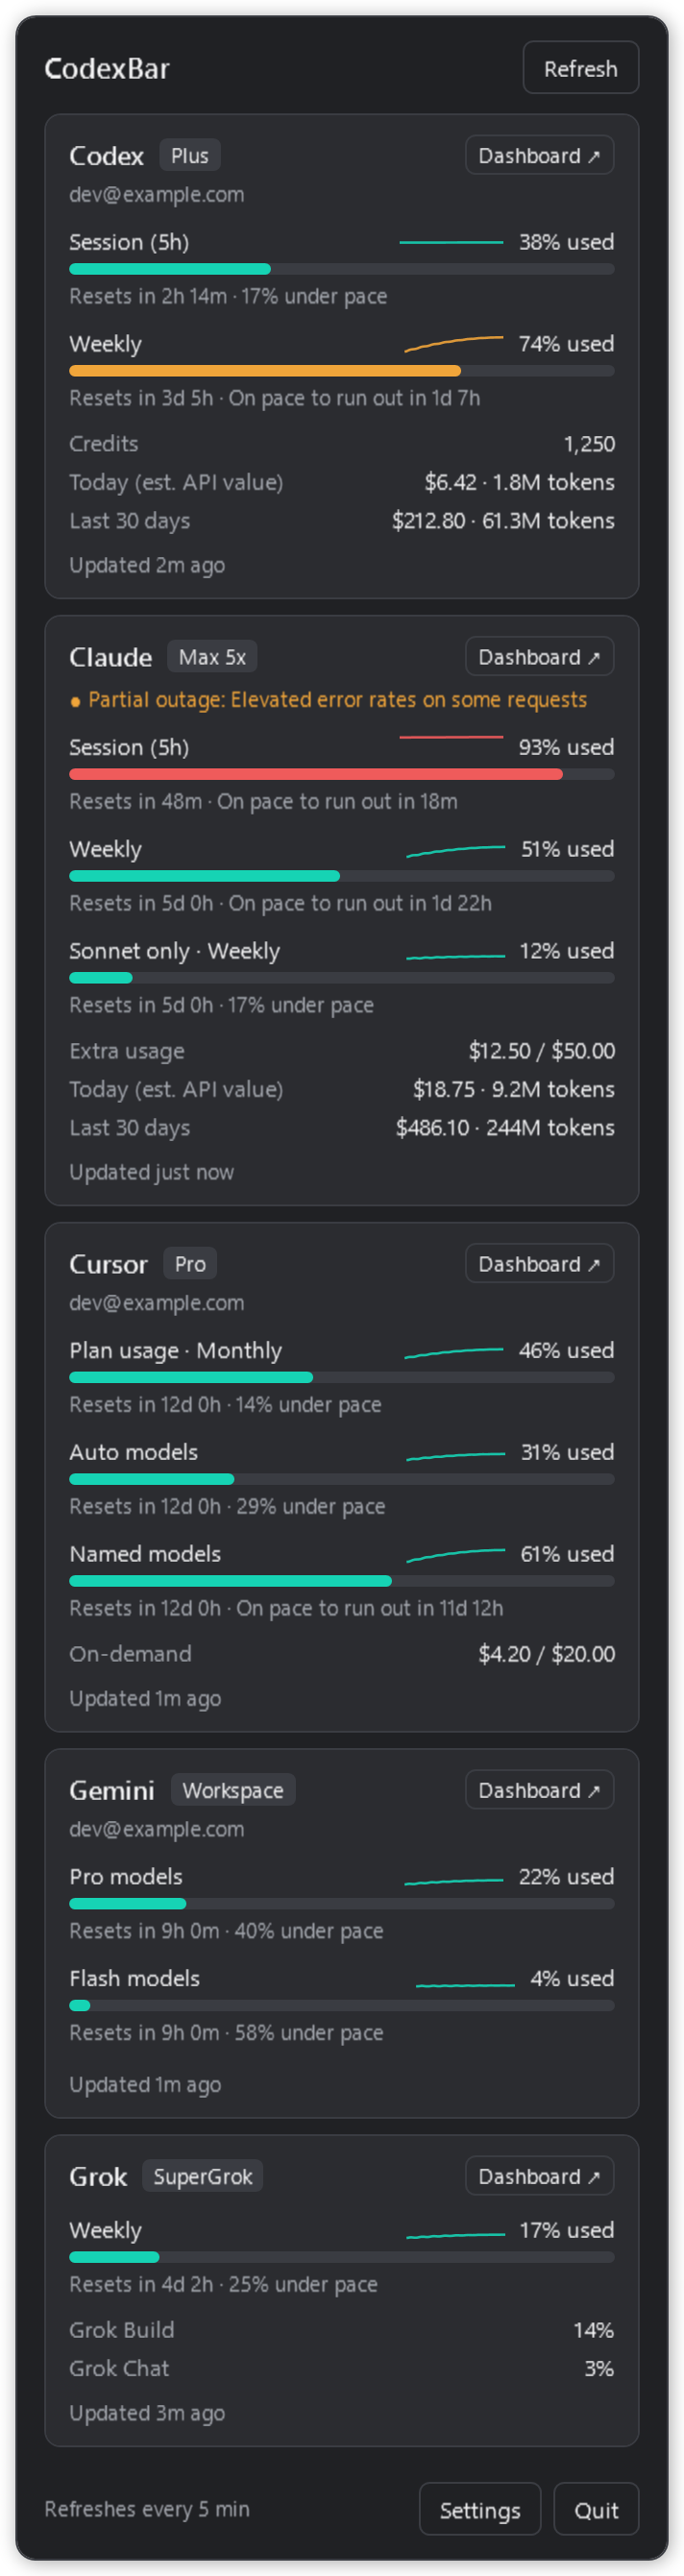 CodexBar Refresh
Codex Plus Dashboard ↗
dev@example.com
Session (5h) 38% used
Resets in 2h 14m · 17% under pace
Weekly 74% used
Resets in 3d 5h · On pace to run out in 1d 7h
Credits 1,250
Today (est. API value) $6.42 · 1.8M tokens
Last 30 days $212.80 · 61.3M tokens
Updated 2m ago
Claude Max 5x Dashboard ↗
● Partial outage: Elevated error rates on some requests
Session (5h) 93% used
Resets in 48m · On pace to run out in 18m
Weekly 51% used
Resets in 5d 0h · On pace to run out in 1d 22h
Sonnet only · Weekly 12% used
Resets in 5d 0h · 17% under pace
Extra usage $12.50 / $50.00
Today (est. API value) $18.75 · 9.2M tokens
Last 30 days $486.10 · 244M tokens
Updated just now
Cursor Pro Dashboard ↗
dev@example.com
Plan usage · Monthly 46% used
Resets in 12d 0h · 14% under pace
Auto models 31% used
Resets in 12d 0h · 29% under pace
Named models 61% used
Resets in 12d 0h · On pace to run out in 11d 12h
On-demand $4.20 / $20.00
Updated 1m ago
Gemini Workspace Dashboard ↗
dev@example.com
Pro models 22% used
Resets in 9h 0m · 40% under pace
Flash models 4% used
Resets in 9h 0m · 58% under pace
Updated 1m ago
Grok SuperGrok Dashboard ↗
Weekly 17% used
Resets in 4d 2h · 25% under pace
Grok Build 14%
Grok Chat 3%
Updated 3m ago
Refreshes every 5 min Settings Quit